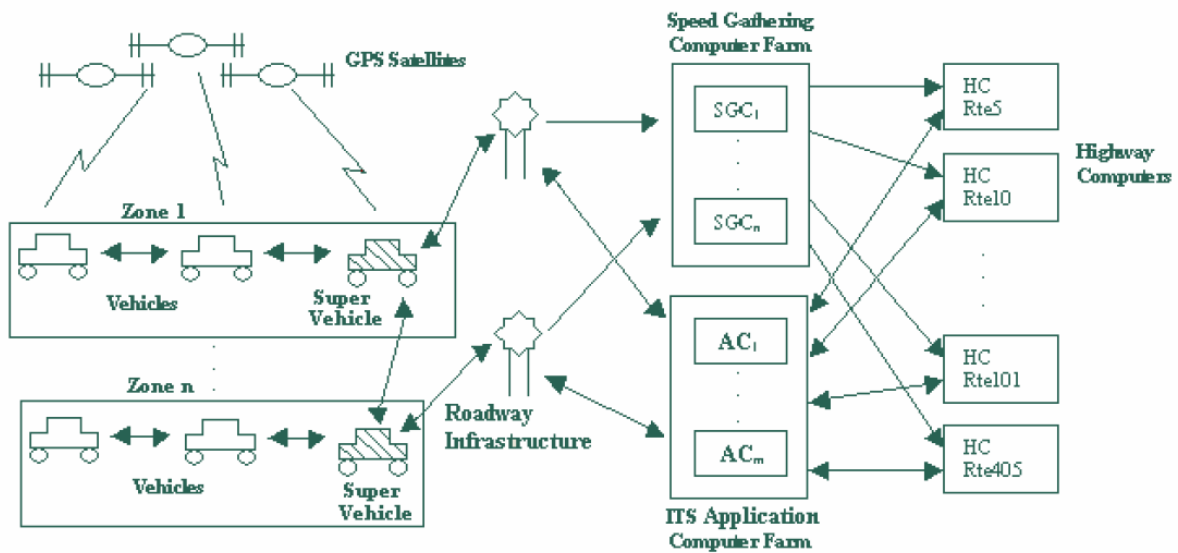 GPS Satellites
Speed Gathering
Computer Farm
SGC₁
SGCₙ
HC
Rte5
HC
Rte10
Highway
Computers
HC
Rte101
HC
Rte405
Zone 1
Vehicles
Super
Vehicle
Zone n
Vehicles
Super
Vehicle
Roadway
Infrastructure
AC₁
ACₘ
ITS Application
Computer Farm